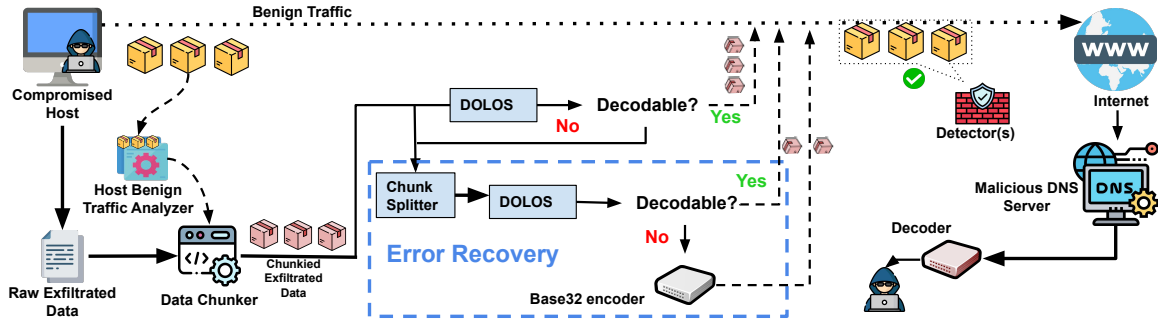 Benign Traffic
Compromised
Host
Host Benign
Traffic Analyzer
Raw Exfiltrated
Data
Data Chunker
Chunkied
Exfiltrated
Data
DOLOS
Decodable?
No
Yes
Chunk
Splitter
DOLOS
Decodable?
Yes
No
Error Recovery
Base32 encoder
Detector(s)
WWW
Internet
Malicious DNS
Server
DNS
Decoder